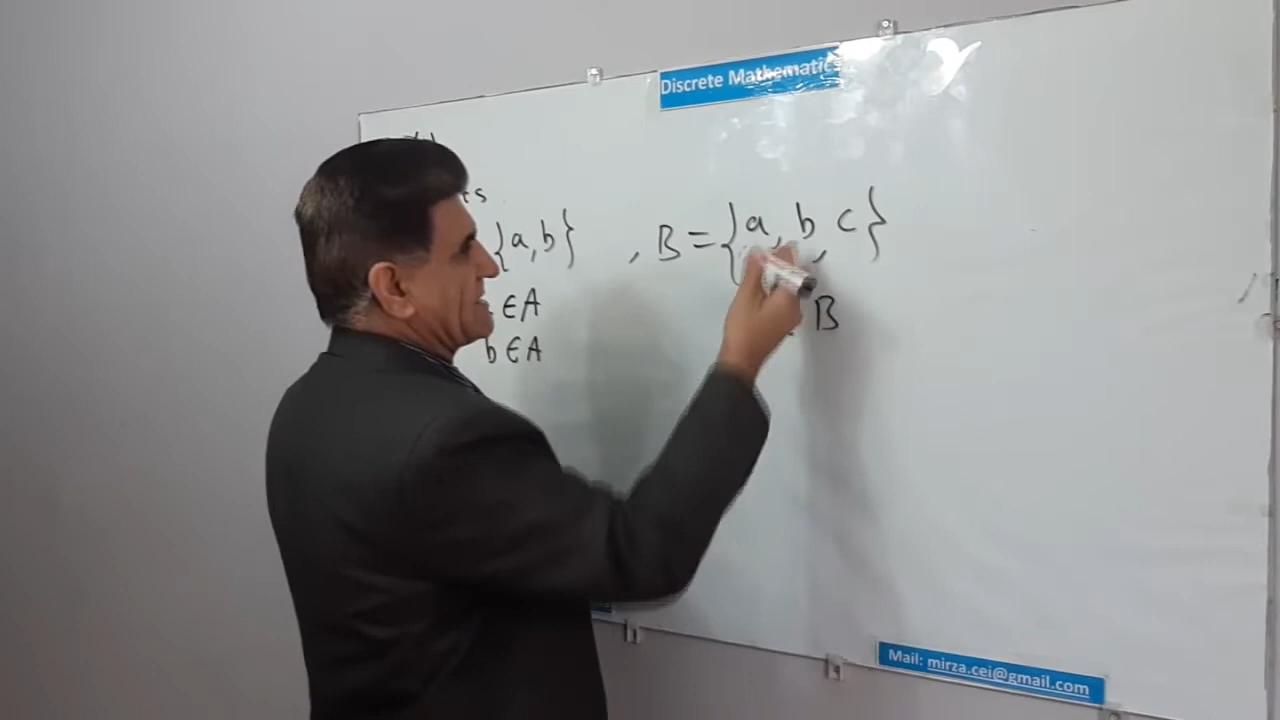 Discrete Mathematics
{a,b} , B = {a, b, c}
∈A B
b∈A
Mail: mirza.cei@gmail.com